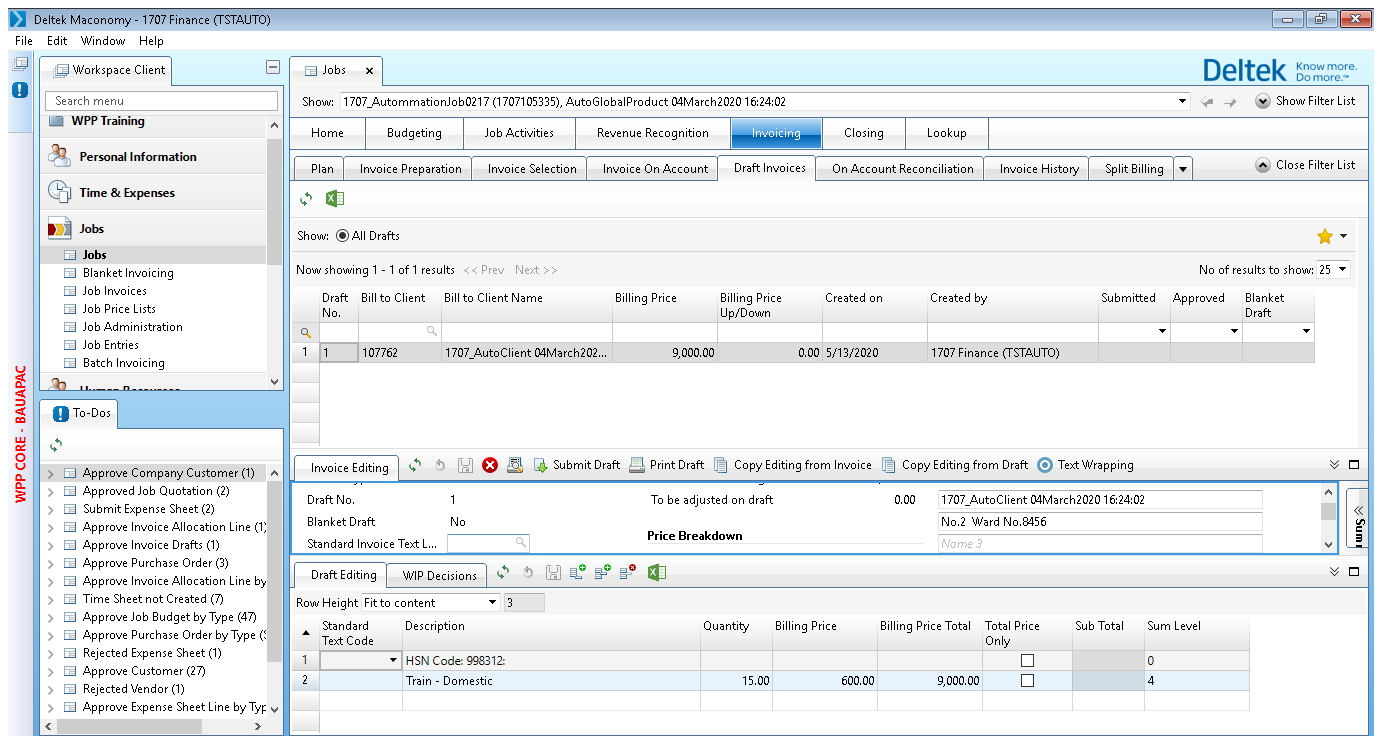 Deltek Maconomy - 1707 Finance (TSTAUTO)
File Edit Window Help
Workspace Client
Search menu
WPP Training
Personal Information
Time & Expenses
Jobs
Jobs
Blanket Invoicing
Job Invoices
Job Price Lists
Job Administration
Job Entries
Batch Invoicing
Human Resources
WPP CORE - BAUAPAC
To-Dos
Approve Company Customer (1)
Approved Job Quotation (2)
Submit Expense Sheet (2)
Approve Invoice Allocation Line (1)
Approve Invoice Drafts (1)
Approve Purchase Order (3)
Approve Invoice Allocation Line by
Time Sheet not Created (7)
Approve Job Budget by Type (47)
Approve Purchase Order by Type (
Rejected Expense Sheet (1)
Approve Customer (27)
Rejected Vendor (1)
Approve Expense Sheet Line by Typ
Jobs
Deltek Know more. Do more.™
Show: 1707_AutommationJob0217 (1707105335), AutoGlobalProduct 04March2020 16:24:02
Show Filter List
Home Budgeting Job Activities Revenue Recognition Invoicing Closing Lookup
Plan Invoice Preparation Invoice Selection Invoice On Account Draft Invoices On Account Reconciliation Invoice History Split Billing
Close Filter List
Show: All Drafts
Now showing 1 - 1 of 1 results << Prev Next >>
No of results to show: 25
Draft No. Bill to Client Bill to Client Name Billing Price Billing Price Up/Down Created on Created by Submitted Approved Blanket Draft
1 1 107762 1707_AutoClient 04March202... 9,000.00 0.00 5/13/2020 1707 Finance (TSTAUTO)
Invoice Editing Submit Draft Print Draft Copy Editing from Invoice Copy Editing from Draft Text Wrapping
Draft No. 1 To be adjusted on draft 0.00 1707_AutoClient 04March2020 16:24:02
Blanket Draft No No.2 Ward No.8456
Price Breakdown
Standard Invoice Text L... Name 3
Sum
Draft Editing WIP Decisions
Row Height Fit to content 3
Standard Text Code Description Quantity Billing Price Billing Price Total Total Price Only Sub Total Sum Level
1 HSN Code: 998312: 0
2 Train - Domestic 15.00 600.00 9,000.00 4